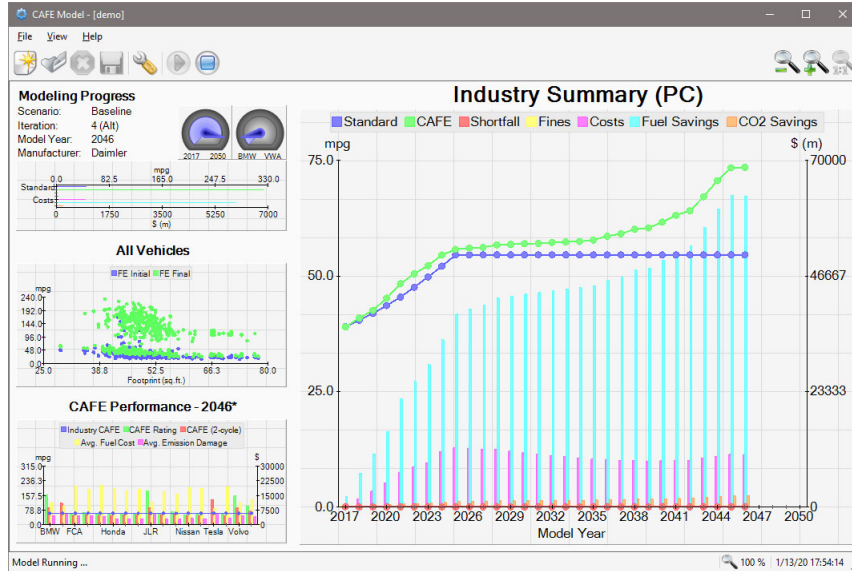 CAFE Model - [demo]
File View Help
Modeling Progress
Scenario: Baseline
Iteration: 4 (Alt)
Model Year: 2046
Manufacturer: Daimler
2017 2050 BMW VWA
mpg
0.0 82.5 165.0 247.5 330.0
Standard
Costs
0 1750 3500 5250 7000
$ (m)
All Vehicles
FE Initial FE Final
mpg
240.0
192.0
144.0
96.0
48.0
0.0
25.0 38.8 52.5 66.3 80.0
Footprint (sq.ft.)
CAFE Performance - 2046*
Industry CAFE CAFE Rating CAFE (2-cycle)
Avg. Fuel Cost Avg. Emission Damage
mpg $
315.0 30000
236.3 22500
157.5 15000
78.8 7500
0.0 0
BMW FCA Honda JLR Nissan Tesla Volvo
Industry Summary (PC)
Standard CAFE Shortfall Fines Costs Fuel Savings CO2 Savings
mpg $ (m)
75.0 70000
50.0 46667
25.0 23333
0.0 0
2017 2020 2023 2026 2029 2032 2035 2038 2041 2044 2047 2050
Model Year
Model Running ...
100 % 1/13/20 17:54:14